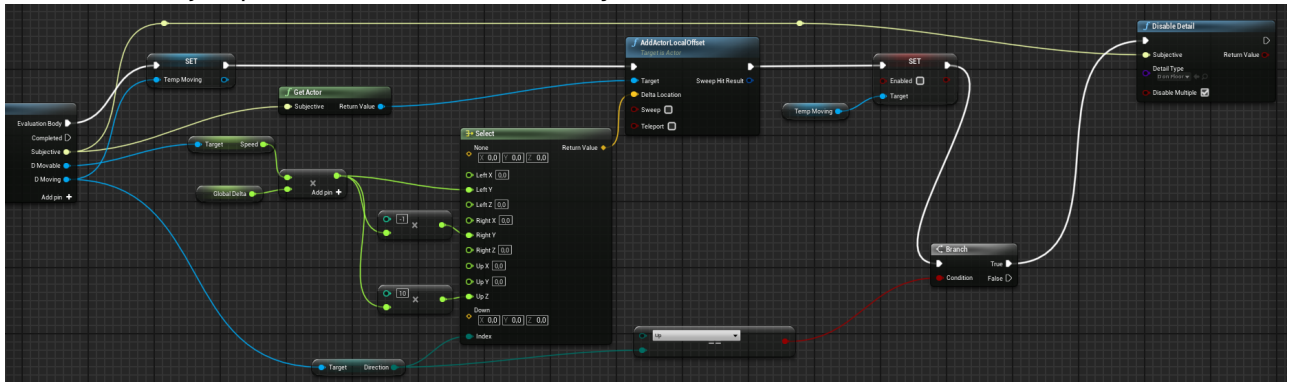 Evaluation Body
Completed
Subjective
D Movable
D Moving
Add pin +
SET
Temp Moving
Get Actor
Subjective Return Value
Target Speed
Global Delta
×
Add pin +
-1 ×
10 ×
Target Direction
Select
None Return Value
X 0,0 Y 0,0 Z 0,0
Left X 0,0
Left Y
Left Z 0,0
Right X 0,0
Right Y
Right Z 0,0
Up X 0,0
Up Y 0,0
Up Z
Down
X 0,0 Y 0,0 Z 0,0
Index
f AddActorLocalOffset
Target is Actor
Target Sweep Hit Result
Delta Location
Sweep
Teleport
Up
==
Temp Moving
SET
Enabled
Target
Branch
True
Condition False
f Disable Detail
Subjective Return Value
Detail Type
D on Floor
Disable Multiple